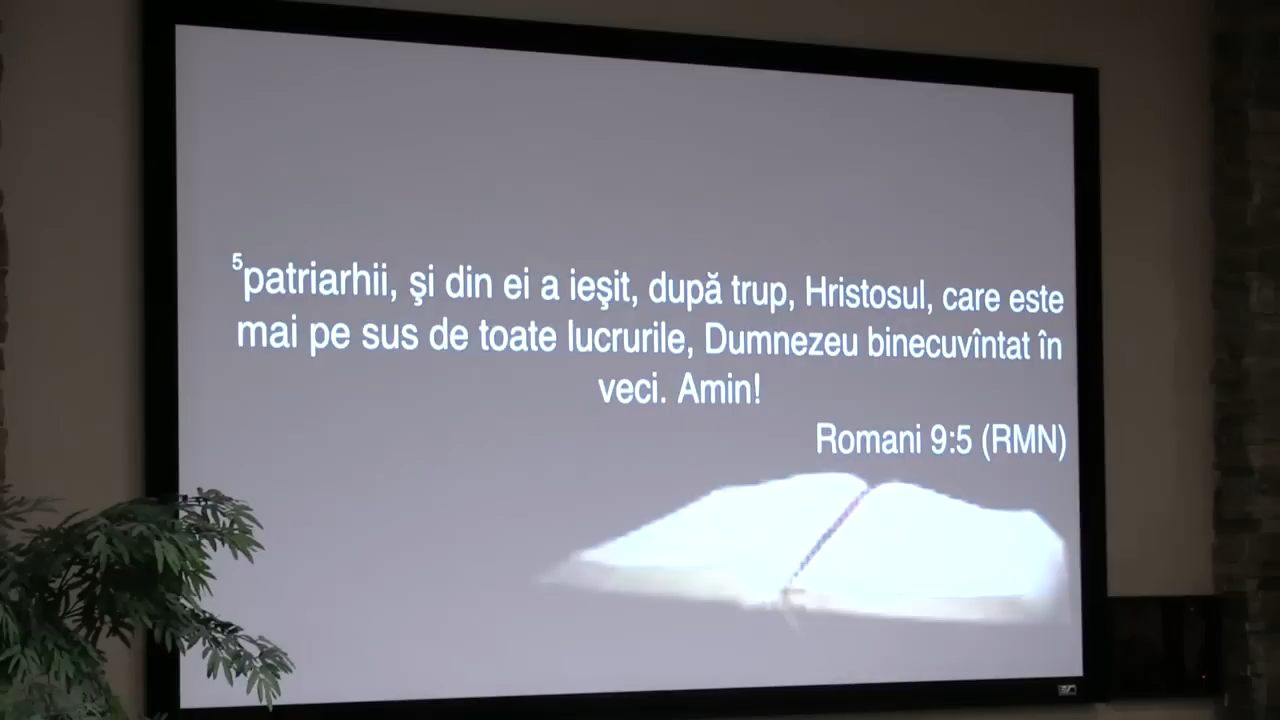 ⁵patriarhii, şi din ei a ieşit, după trup, Hristosul, care este
mai pe sus de toate lucrurile, Dumnezeu binecuvîntat în
veci. Amin!
Romani 9:5 (RMN)